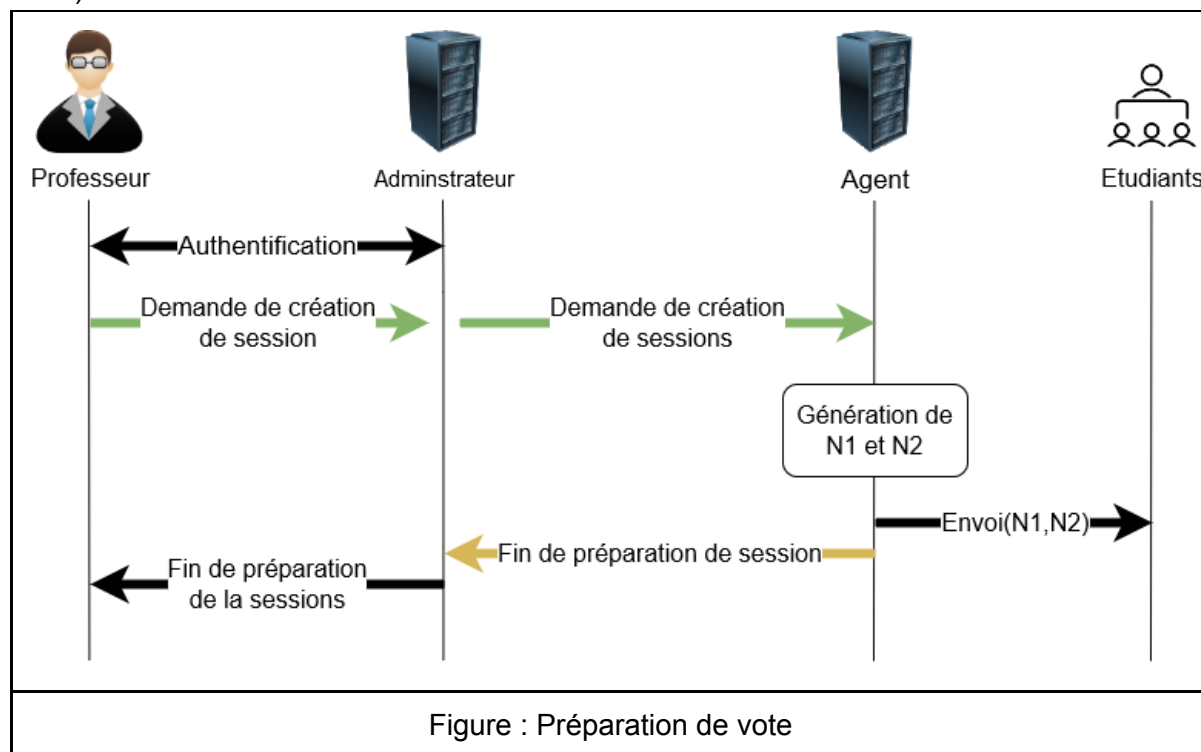 Professeur
Adminstrateur
Agent
Etudiants
Authentification
Demande de création
de session
Demande de création
de sessions
Génération de
N1 et N2
Envoi(N1,N2)
Fin de préparation de session
Fin de préparation
de la sessions
Figure : Préparation de vote